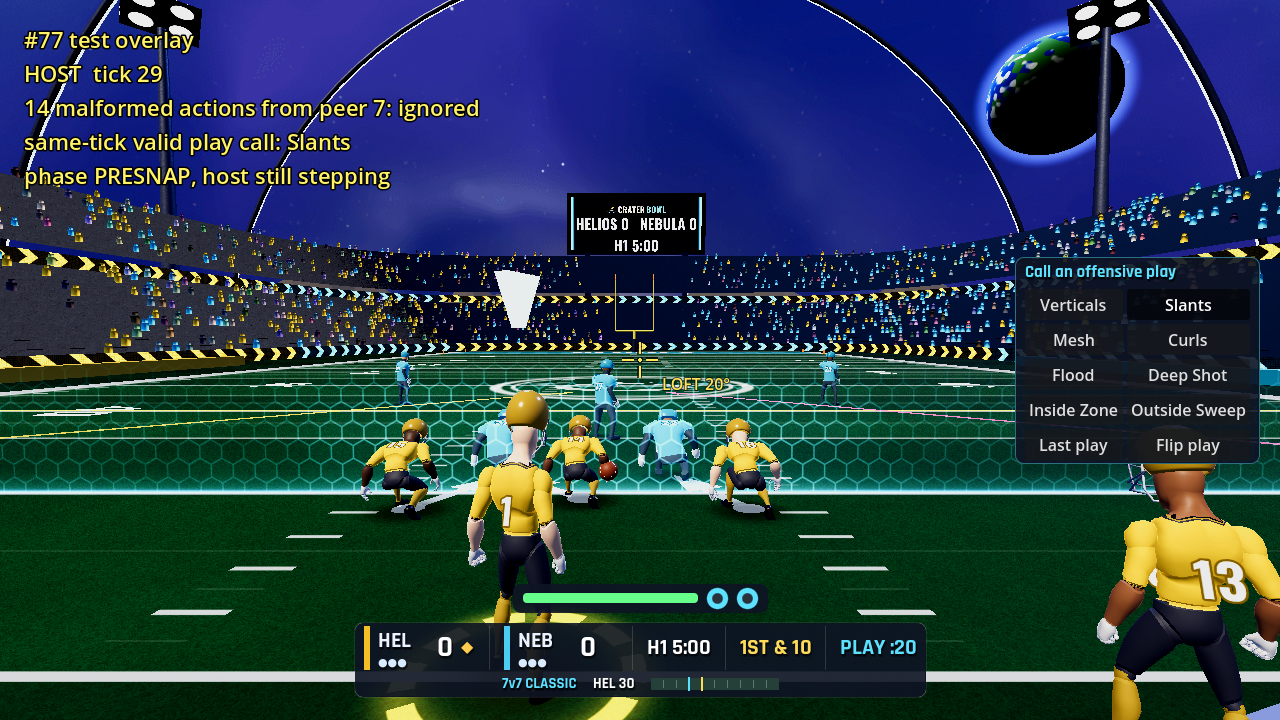 #77 test overlay
HOST tick 29
14 malformed actions from peer 7: ignored
same-tick valid play call: Slants
phase PRESNAP, host still stepping
CRATER BOWL
HELIOS 0 NEBULA 0
H1 5:00
Call an offensive play
Verticals Slants
Mesh Curls
Flood Deep Shot
Inside Zone Outside Sweep
Last play Flip play
LOFT 20°
1
13
HEL 0 NEB 0 H1 5:00 1ST & 10 PLAY :20
7v7 CLASSIC HEL 30